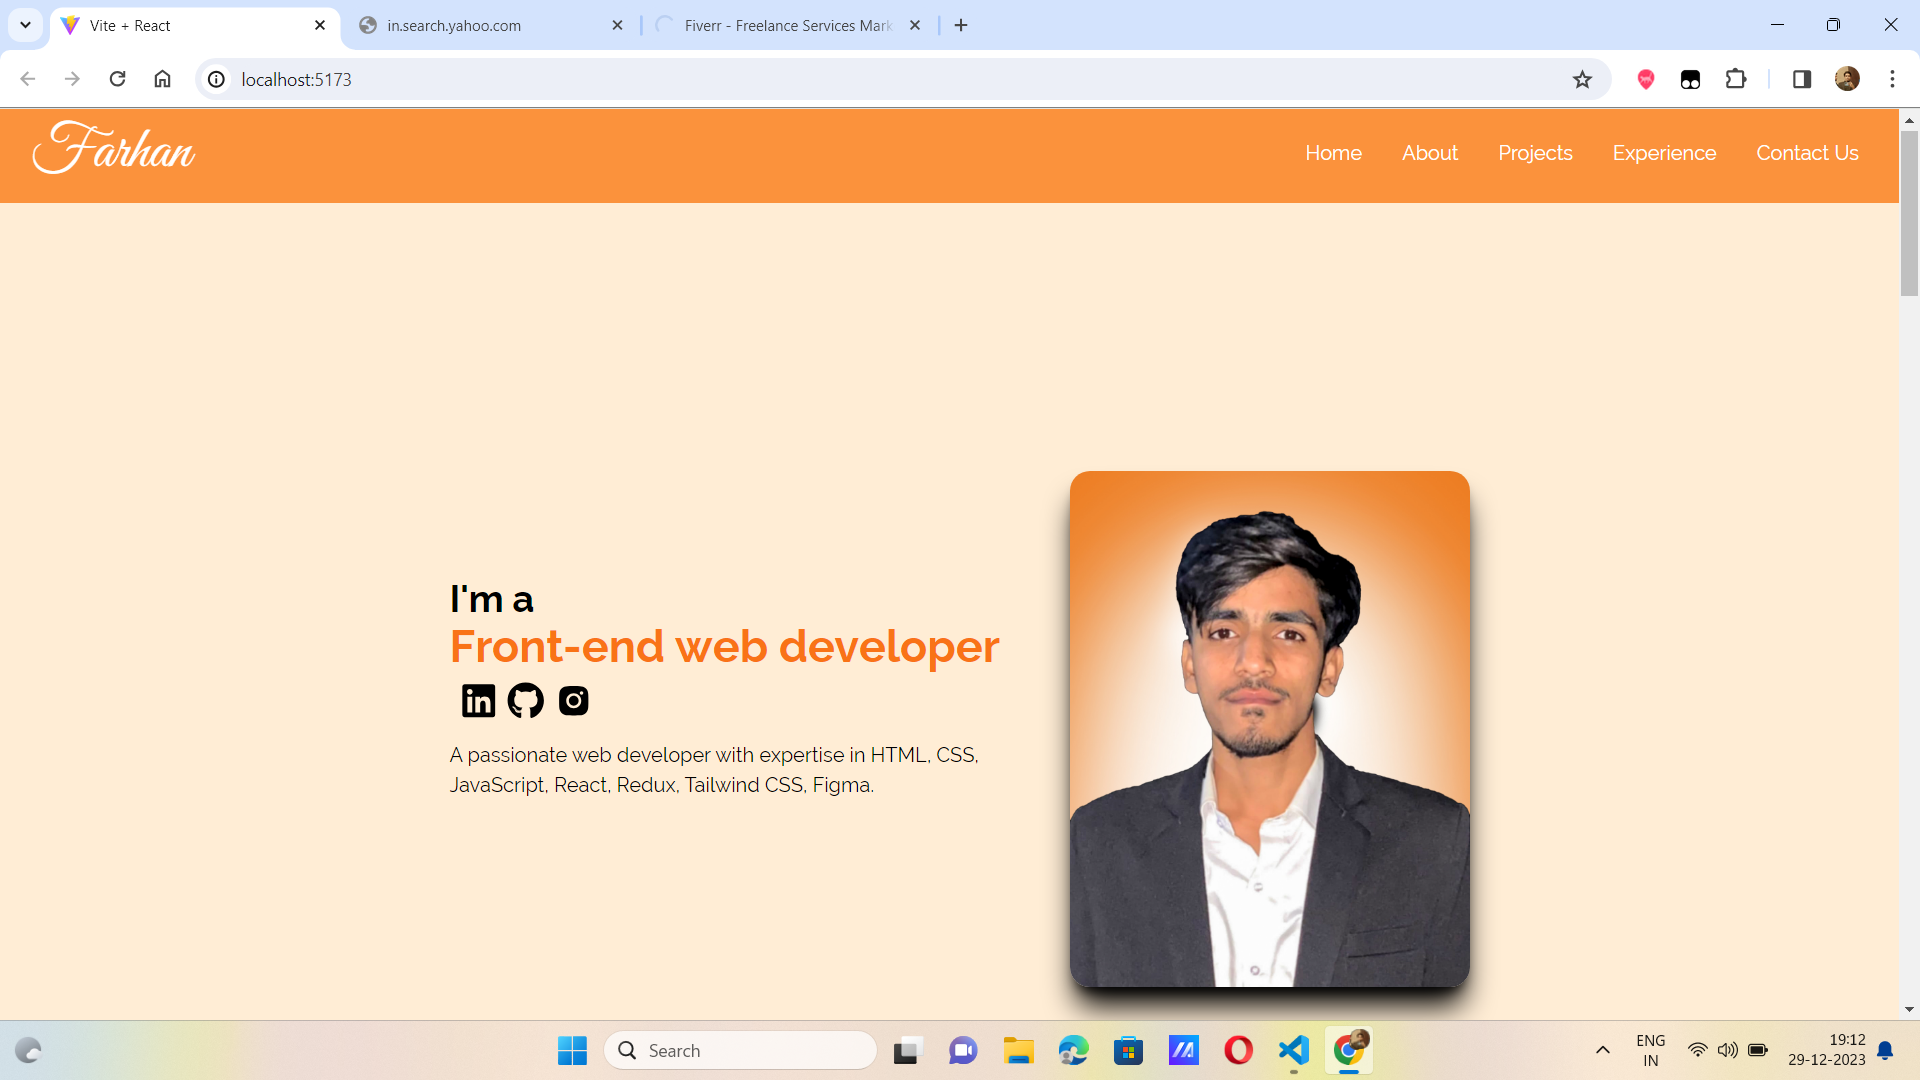 Vite + React
in.search.yahoo.com
Fiverr - Freelance Services Mark
localhost:5173
Farhan
Home
About
Projects
Experience
Contact Us
I'm a
Front-end web developer
in
A passionate web developer with expertise in HTML, CSS,
JavaScript, React, Redux, Tailwind CSS, Figma.
Search
ENG
IN
19:12
29-12-2023